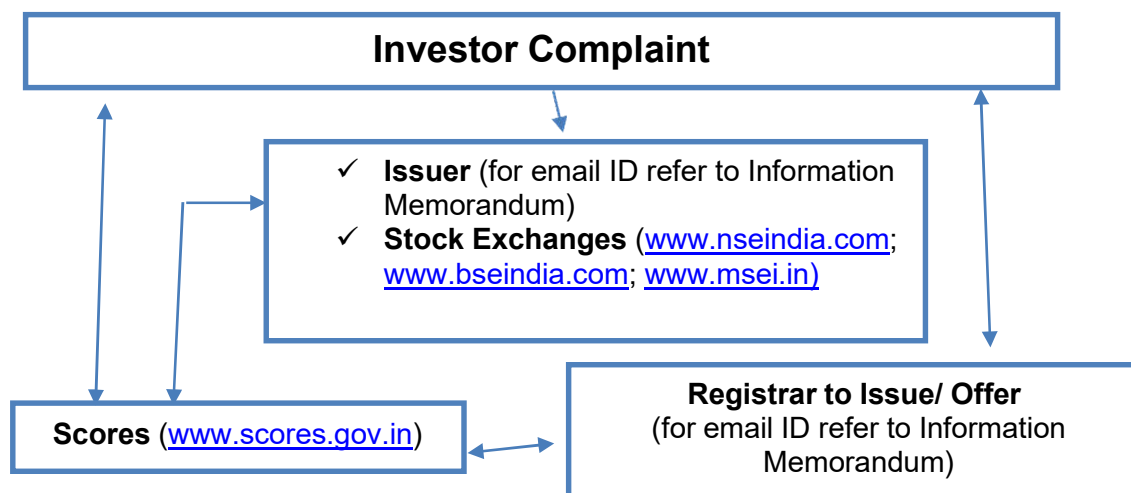 Investor Complaint
✓ Issuer (for email ID refer to Information
Memorandum)
✓ Stock Exchanges (www.nseindia.com;
www.bseindia.com; www.msei.in)
Registrar to Issue/ Offer
(for email ID refer to Information
Memorandum)
Scores (www.scores.gov.in)